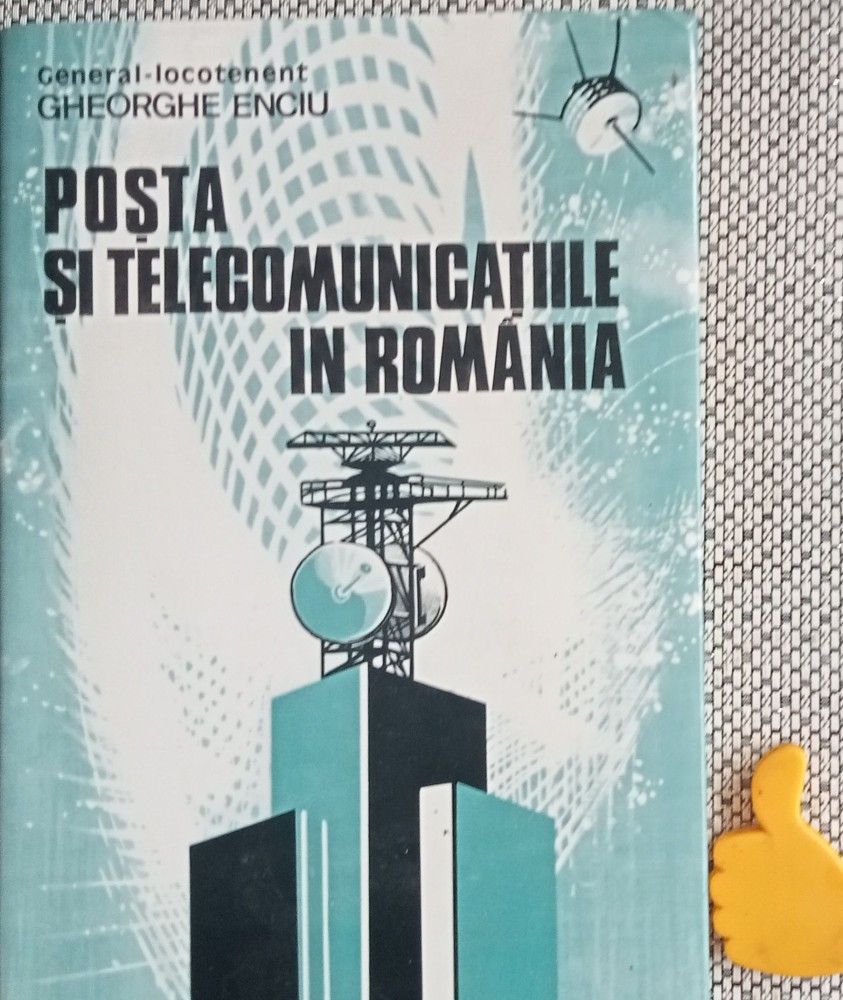 General-locotenent
GHEORGHE ENCIU
POȘTA
ȘI TELECOMUNICAȚIILE
IN ROMÂNIA